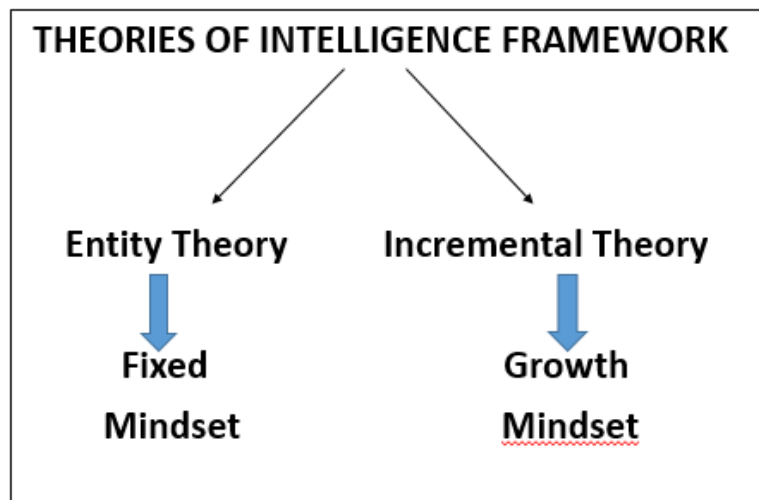 THEORIES OF INTELLIGENCE FRAMEWORK
Entity Theory
Incremental Theory
Fixed
Mindset
Growth
Mindset